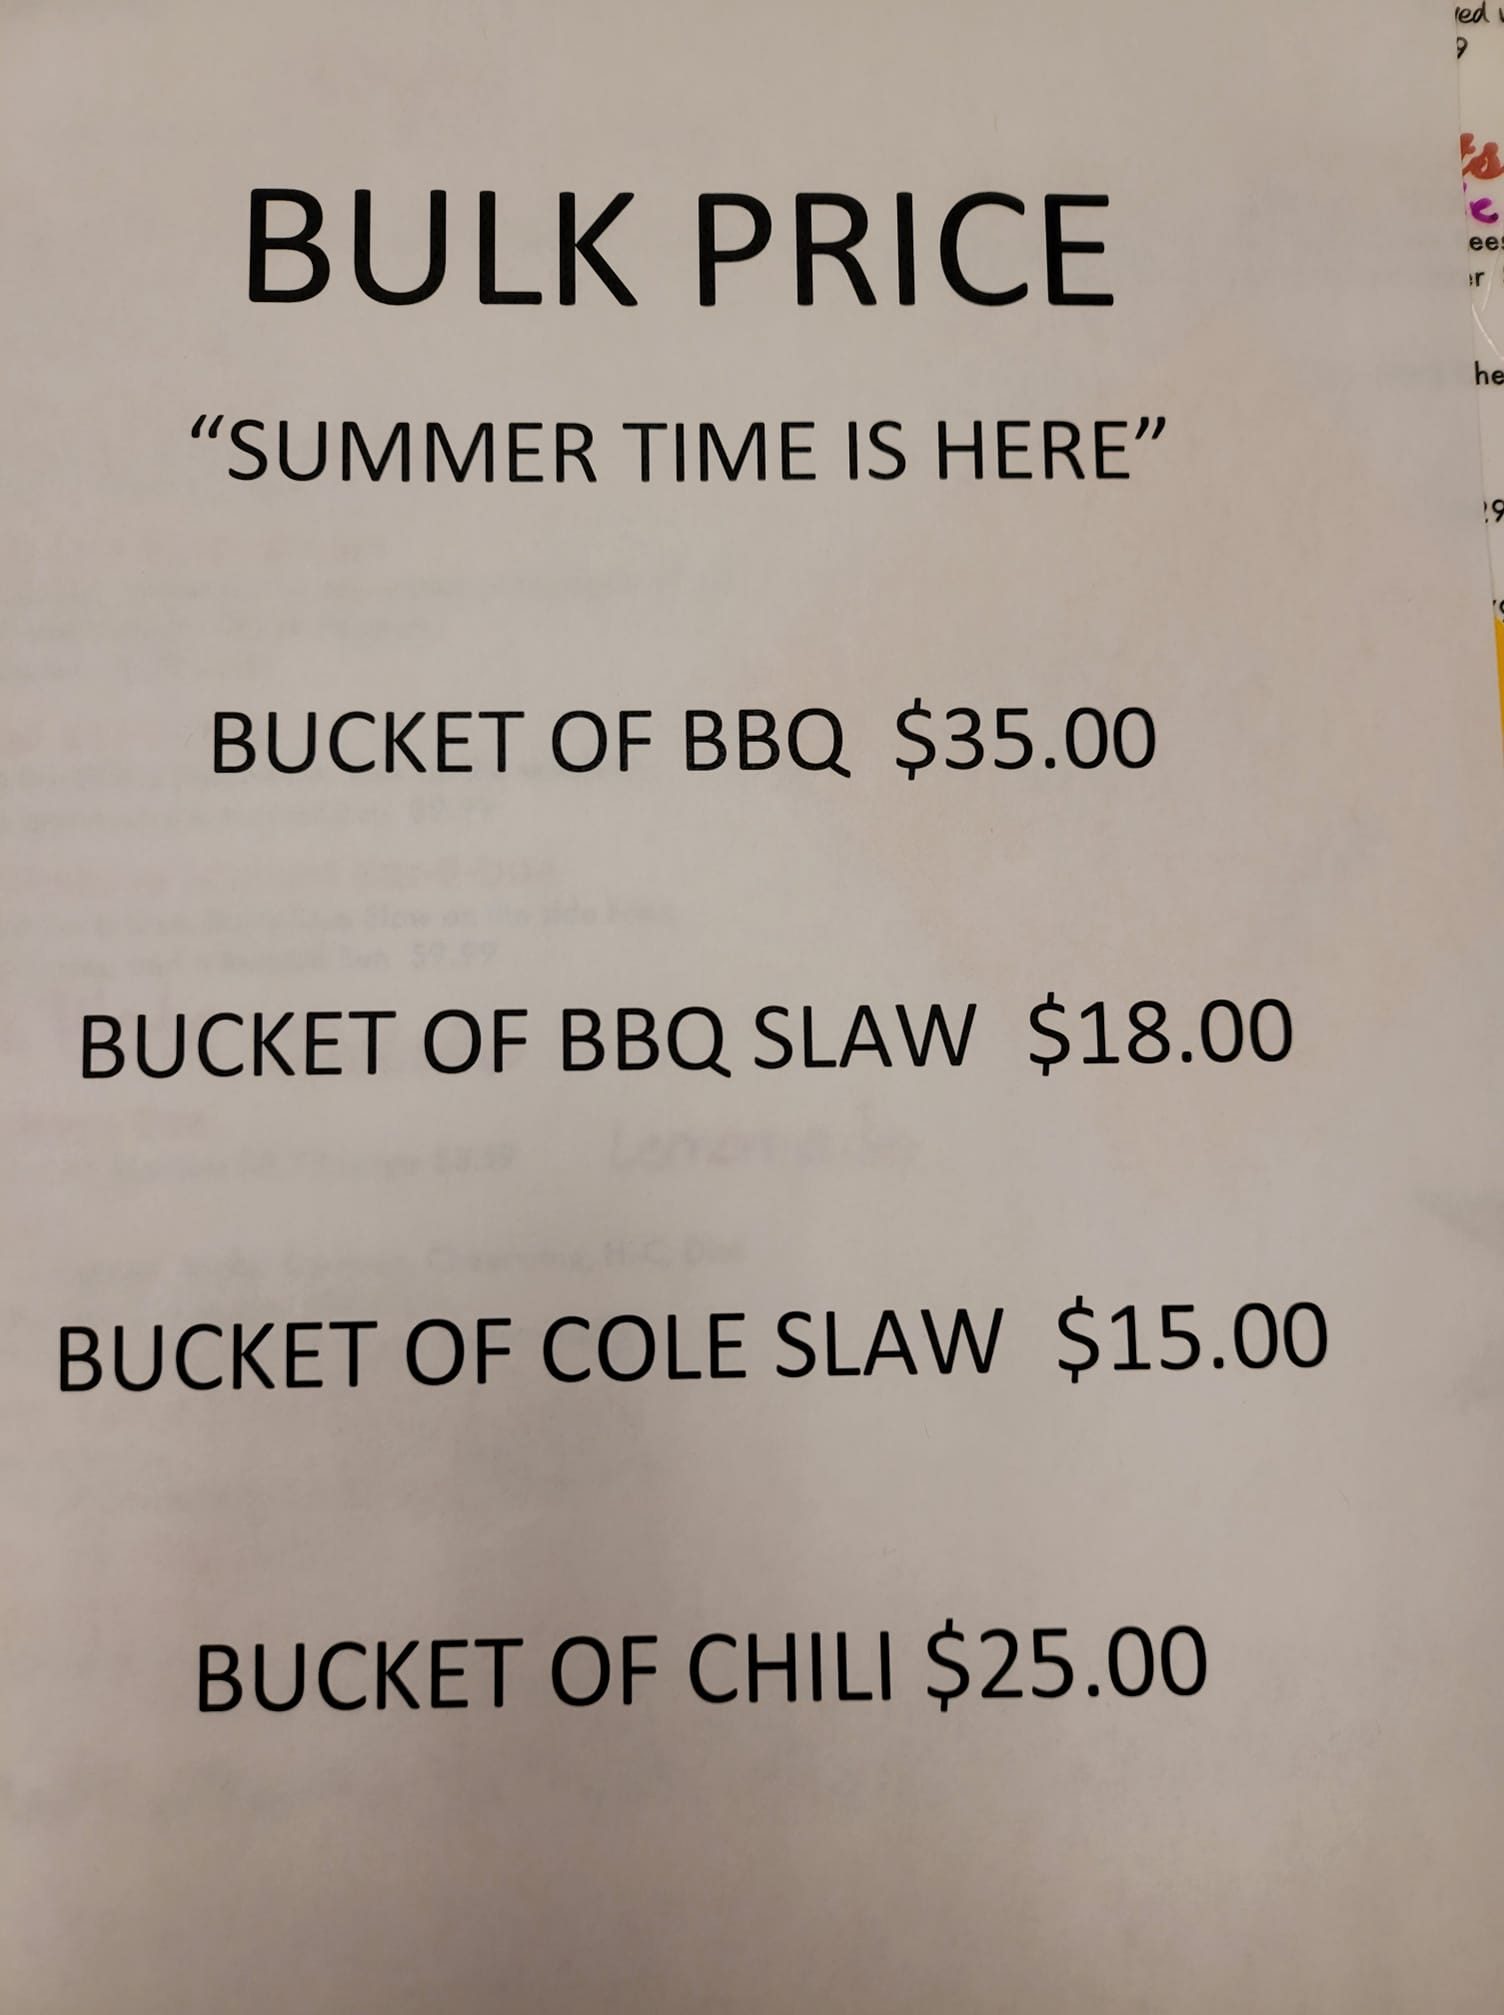 BULK PRICE
“SUMMER TIME IS HERE”
BUCKET OF BBQ $35.00
BUCKET OF BBQ SLAW $18.00
BUCKET OF COLE SLAW $15.00
BUCKET OF CHILI $25.00